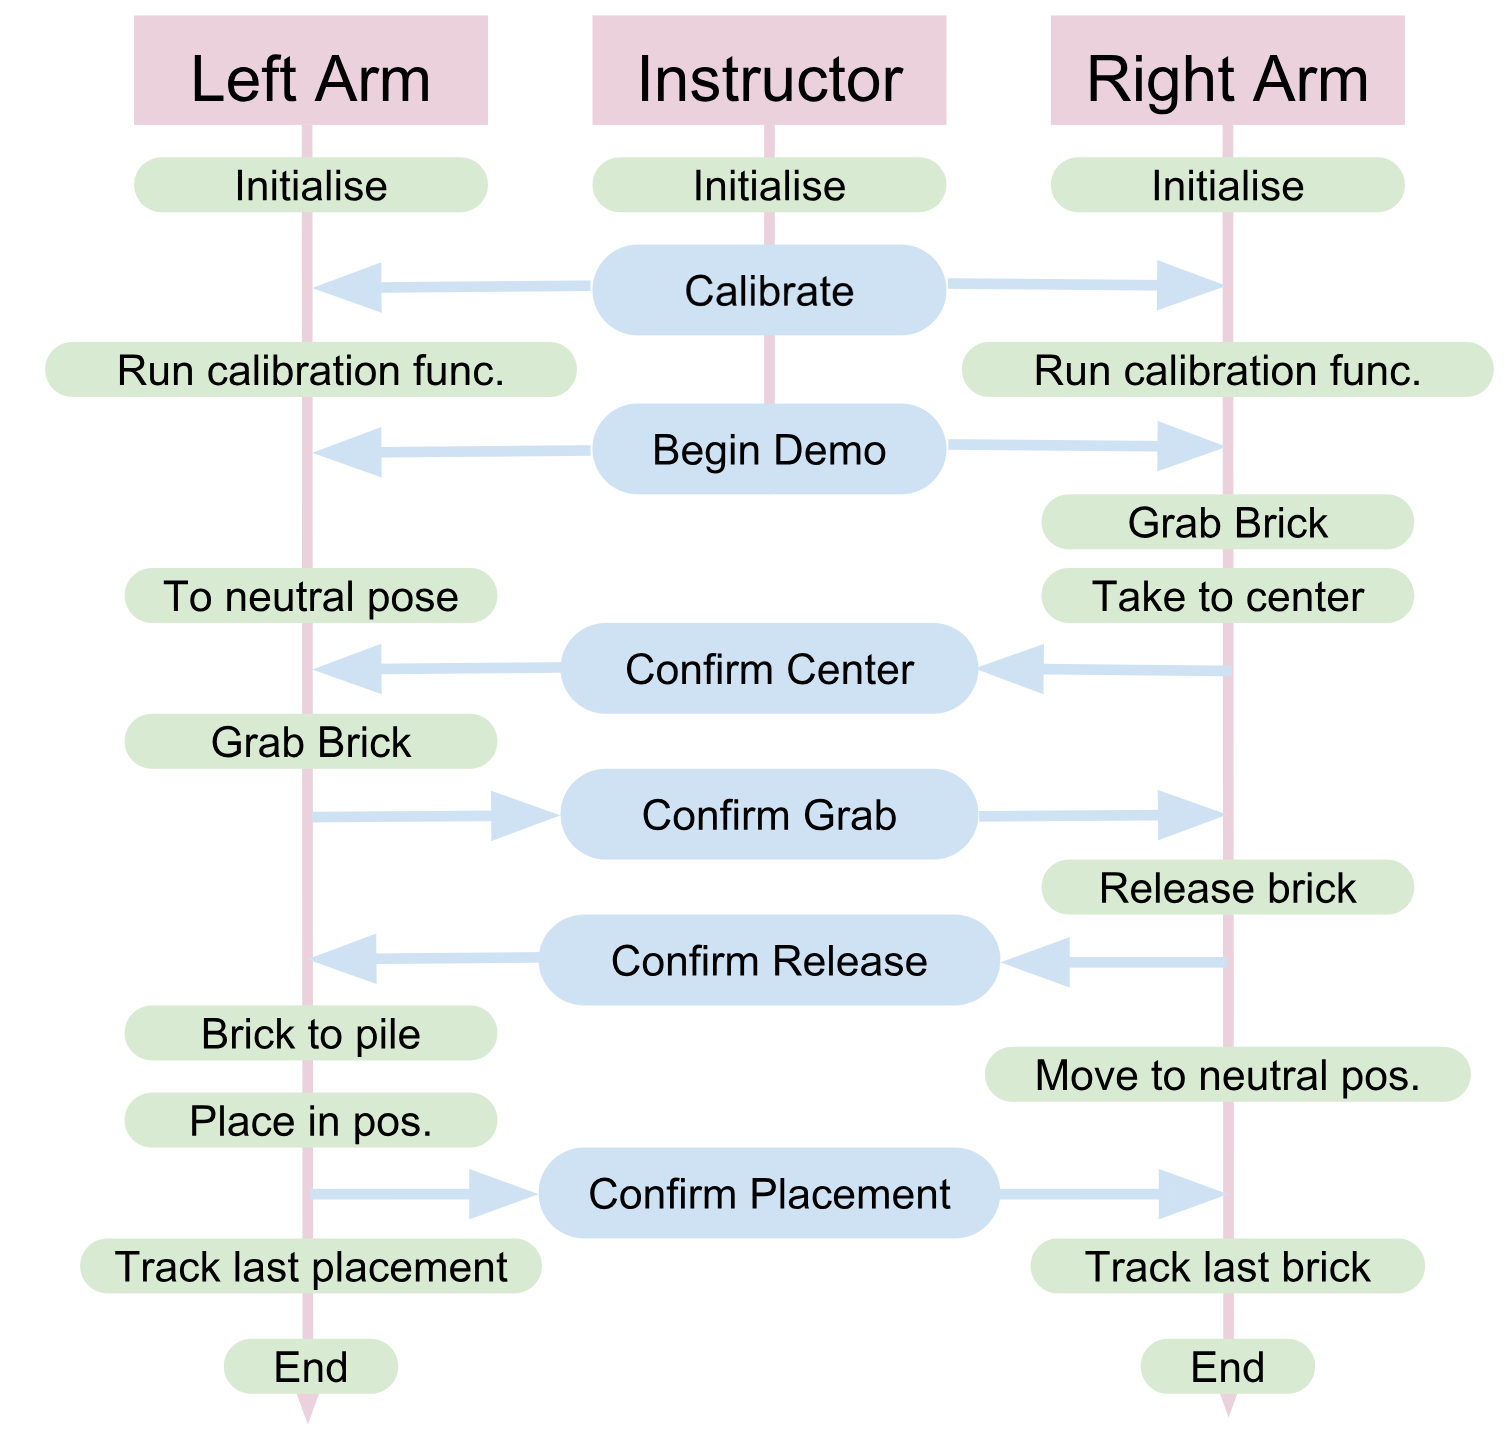 Left Arm
Instructor
Right Arm
Initialise
Initialise
Initialise
Calibrate
Run calibration func.
Run calibration func.
Begin Demo
Grab Brick
To neutral pose
Take to center
Confirm Center
Grab Brick
Confirm Grab
Release brick
Confirm Release
Brick to pile
Move to neutral pos.
Place in pos.
Confirm Placement
Track last placement
Track last brick
End
End